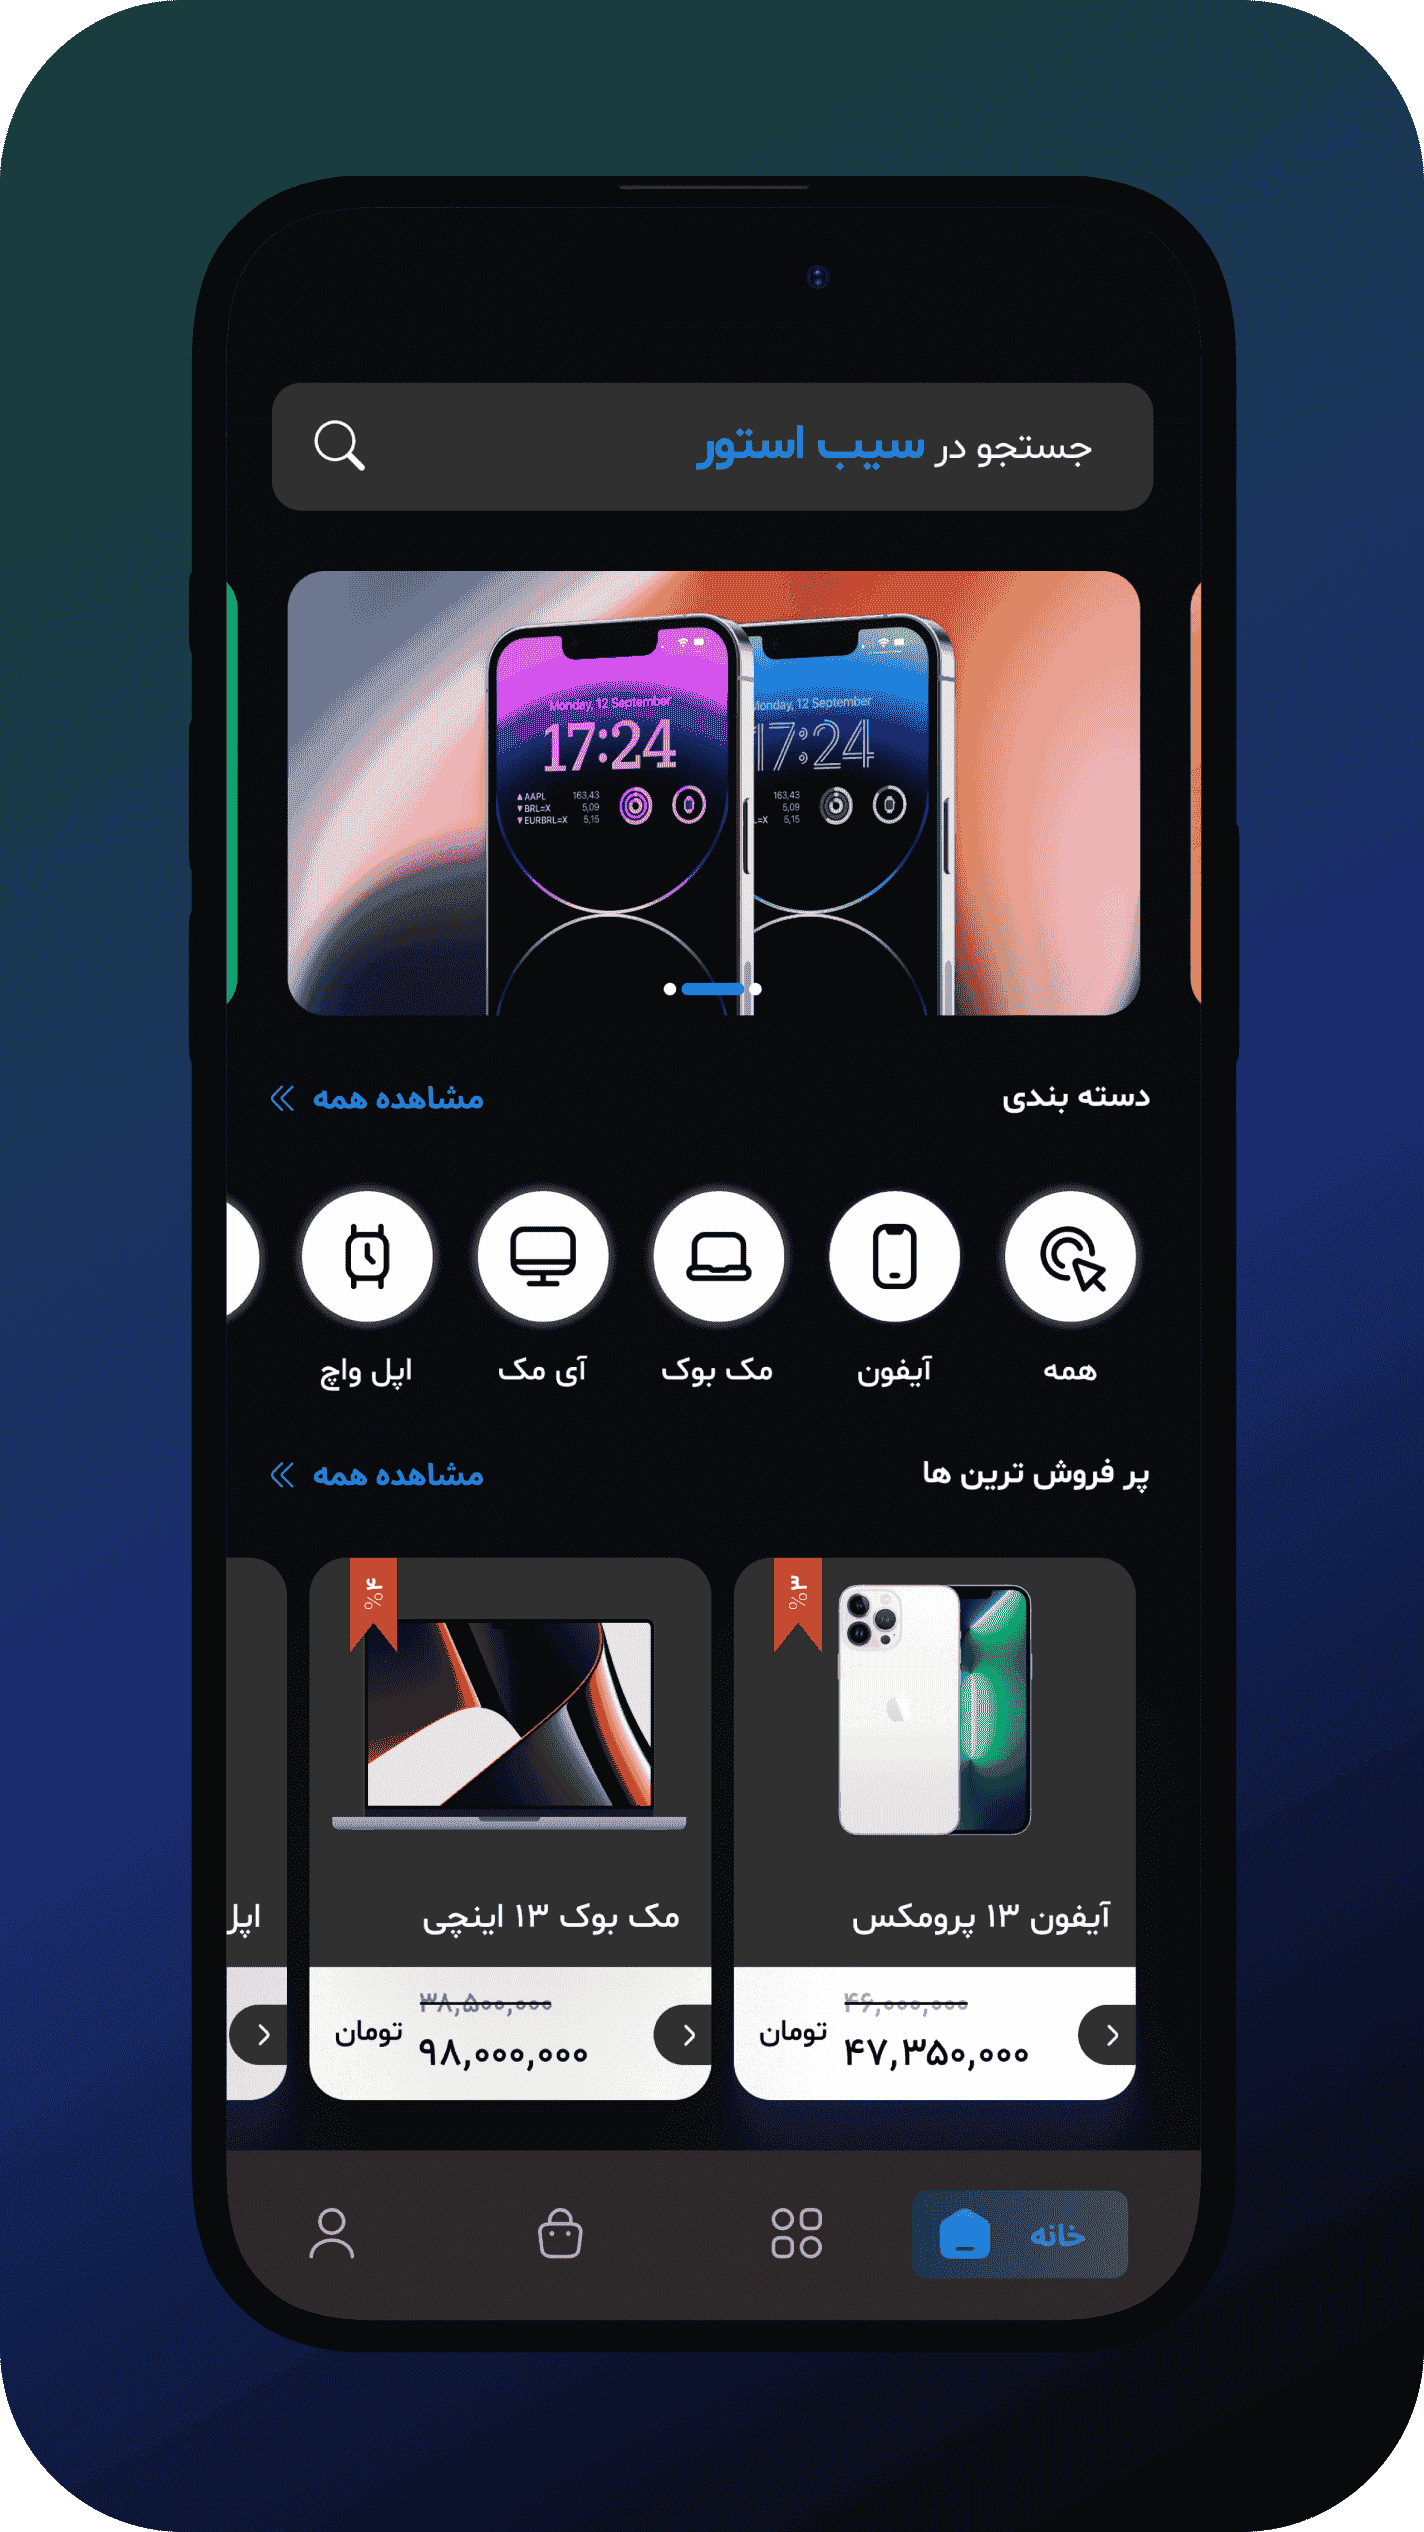 جستجو در سیب استور
Monday, 12 September
17:24
AAPL 163,43
BRL=X 5,09
EURBRL=X 5,15
Monday, 12 September
17:24
163,43
5,09
L=X 5,15
دسته بندی
مشاهده همه
همه
آیفون
مک بوک
آی مک
اپل واچ
پر فروش ترین ها
مشاهده همه
%۳
آیفون ۱۳ پرومکس
۴۶,۰۰۰,۰۰۰
۴۷,۳۵۰,۰۰۰
تومان
%۴
مک بوک ۱۳ اینچی
۳۸,۵۰۰,۰۰۰
۹۸,۰۰۰,۰۰۰
تومان
اپل
خانه